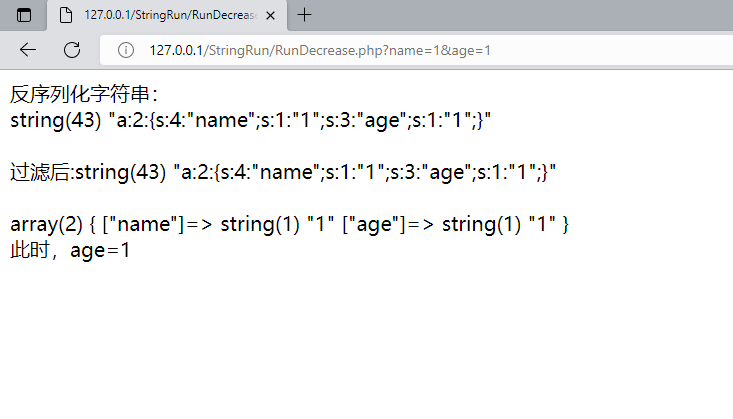 127.0.0.1/StringRun/RunDecrease
127.0.0.1/StringRun/RunDecrease.php?name=1&age=1
反序列化字符串：
string(43) "a:2:{s:4:"name";s:1:"1";s:3:"age";s:1:"1";}"
过滤后:string(43) "a:2:{s:4:"name";s:1:"1";s:3:"age";s:1:"1";}"
array(2) { ["name"]=> string(1) "1" ["age"]=> string(1) "1" }
此时，age=1